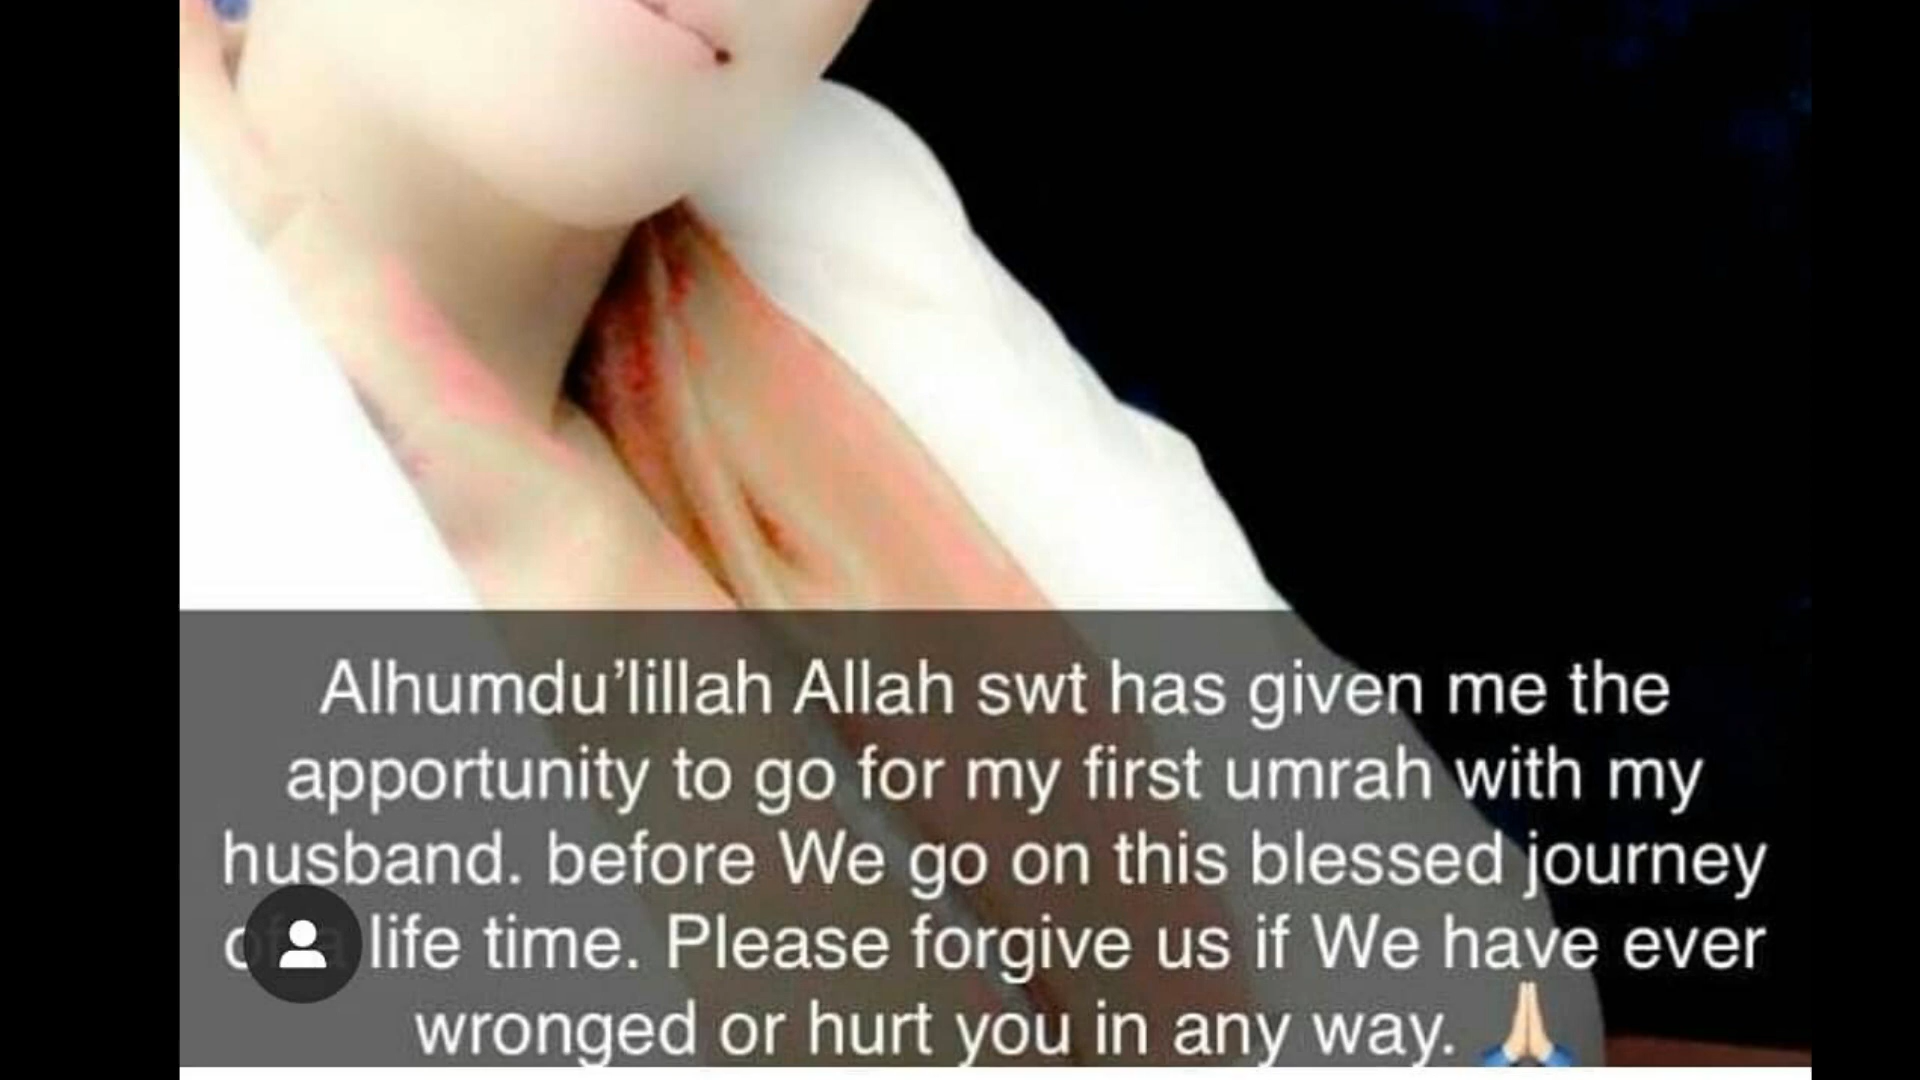 Alhumdu'lillah Allah swt has given me the
apportunity to go for my first umrah with my
husband. before We go on this blessed journey
life time. Please forgive us if We have ever
wronged or hurt you in any way. 🙏🏻